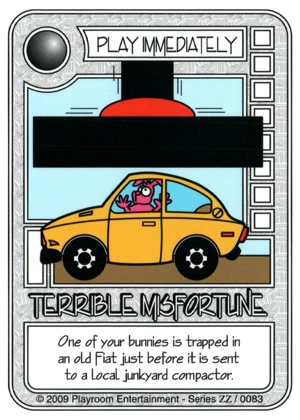 PLAY IMMEDIATELY
TERRIBLE MISFORTUNE
One of your bunnies is trapped in
an old Fiat just before it is sent
to a local junkyard compactor.
© 2009 Playroom Entertainment - Series ZZ / 0083